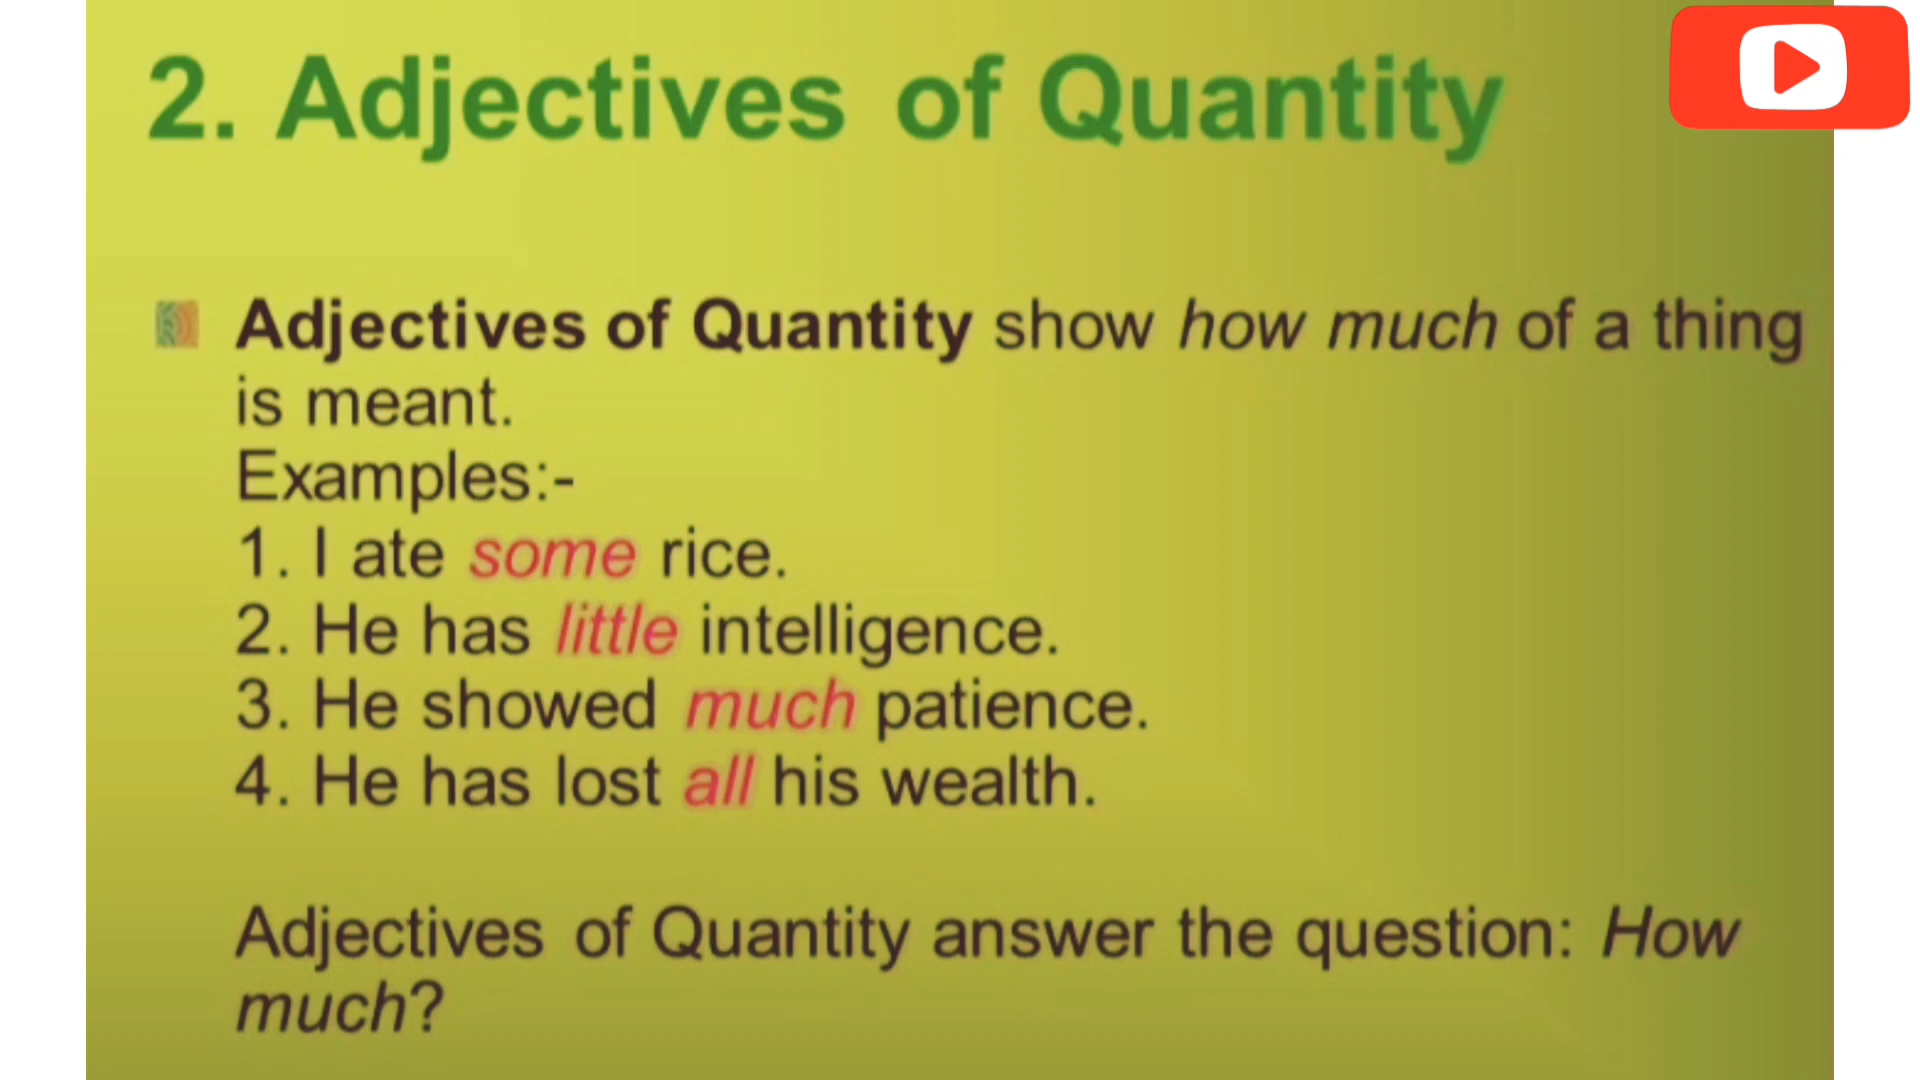 2. Adjectives of Quantity
Adjectives of Quantity show how much of a thing
is meant.
Examples:-
1. I ate some rice.
2. He has little intelligence.
3. He showed much patience.
4. He has lost all his wealth.
Adjectives of Quantity answer the question: How
much?